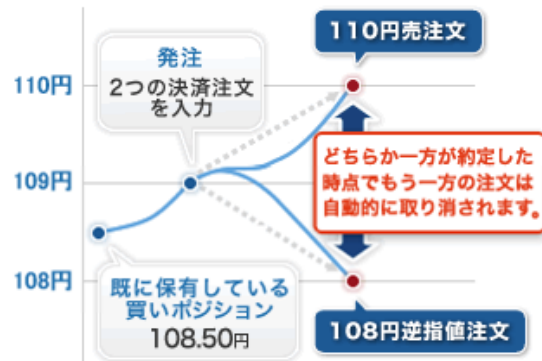 110円売注文
発注
2つの決済注文
を入力
110円
どちらか一方が約定した
時点でもう一方の注文は
自動的に取り消されます。
109円
108円
既に保有している
買いポジション
108.50円
108円逆指値注文